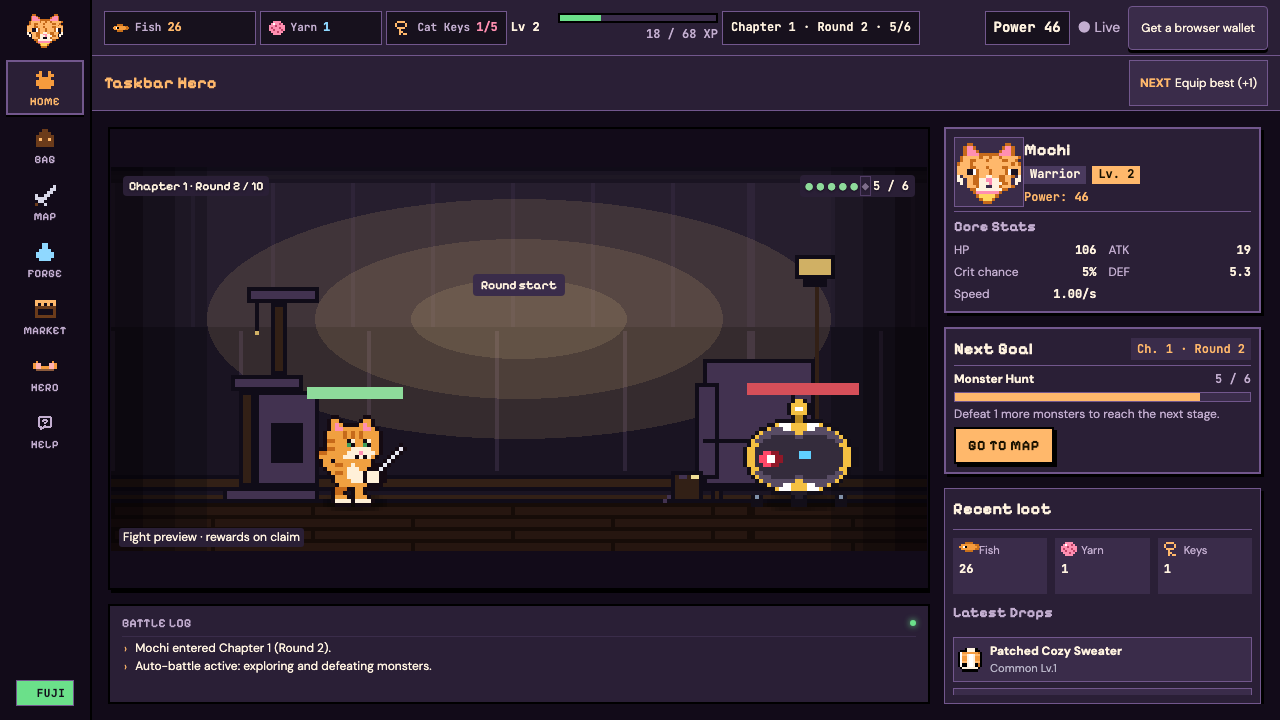 Fish 26
Yarn 1
Cat Keys 1/5
Lv 2
18 / 68 XP
Chapter 1 · Round 2 · 5/6
Power 46
Live
Get a browser wallet
Taskbar Hero
NEXT Equip best (+1)
HOME
BAG
MAP
FORGE
MARKET
HERO
HELP
FUJI
Chapter 1 · Round 2 / 10
5 / 6
Round start
Fight preview · rewards on claim
BATTLE LOG
› Mochi entered Chapter 1 (Round 2).
› Auto-battle active: exploring and defeating monsters.
Mochi
Warrior
Lv. 2
Power: 46
Core Stats
HP 106 ATK 19
Crit chance 5% DEF 5.3
Speed 1.00/s
Next Goal
Ch. 1 · Round 2
Monster Hunt 5 / 6
Defeat 1 more monsters to reach the next stage.
GO TO MAP
Recent loot
Fish
26
Yarn
1
Keys
1
Latest Drops
Patched Cozy Sweater
Common Lv.1